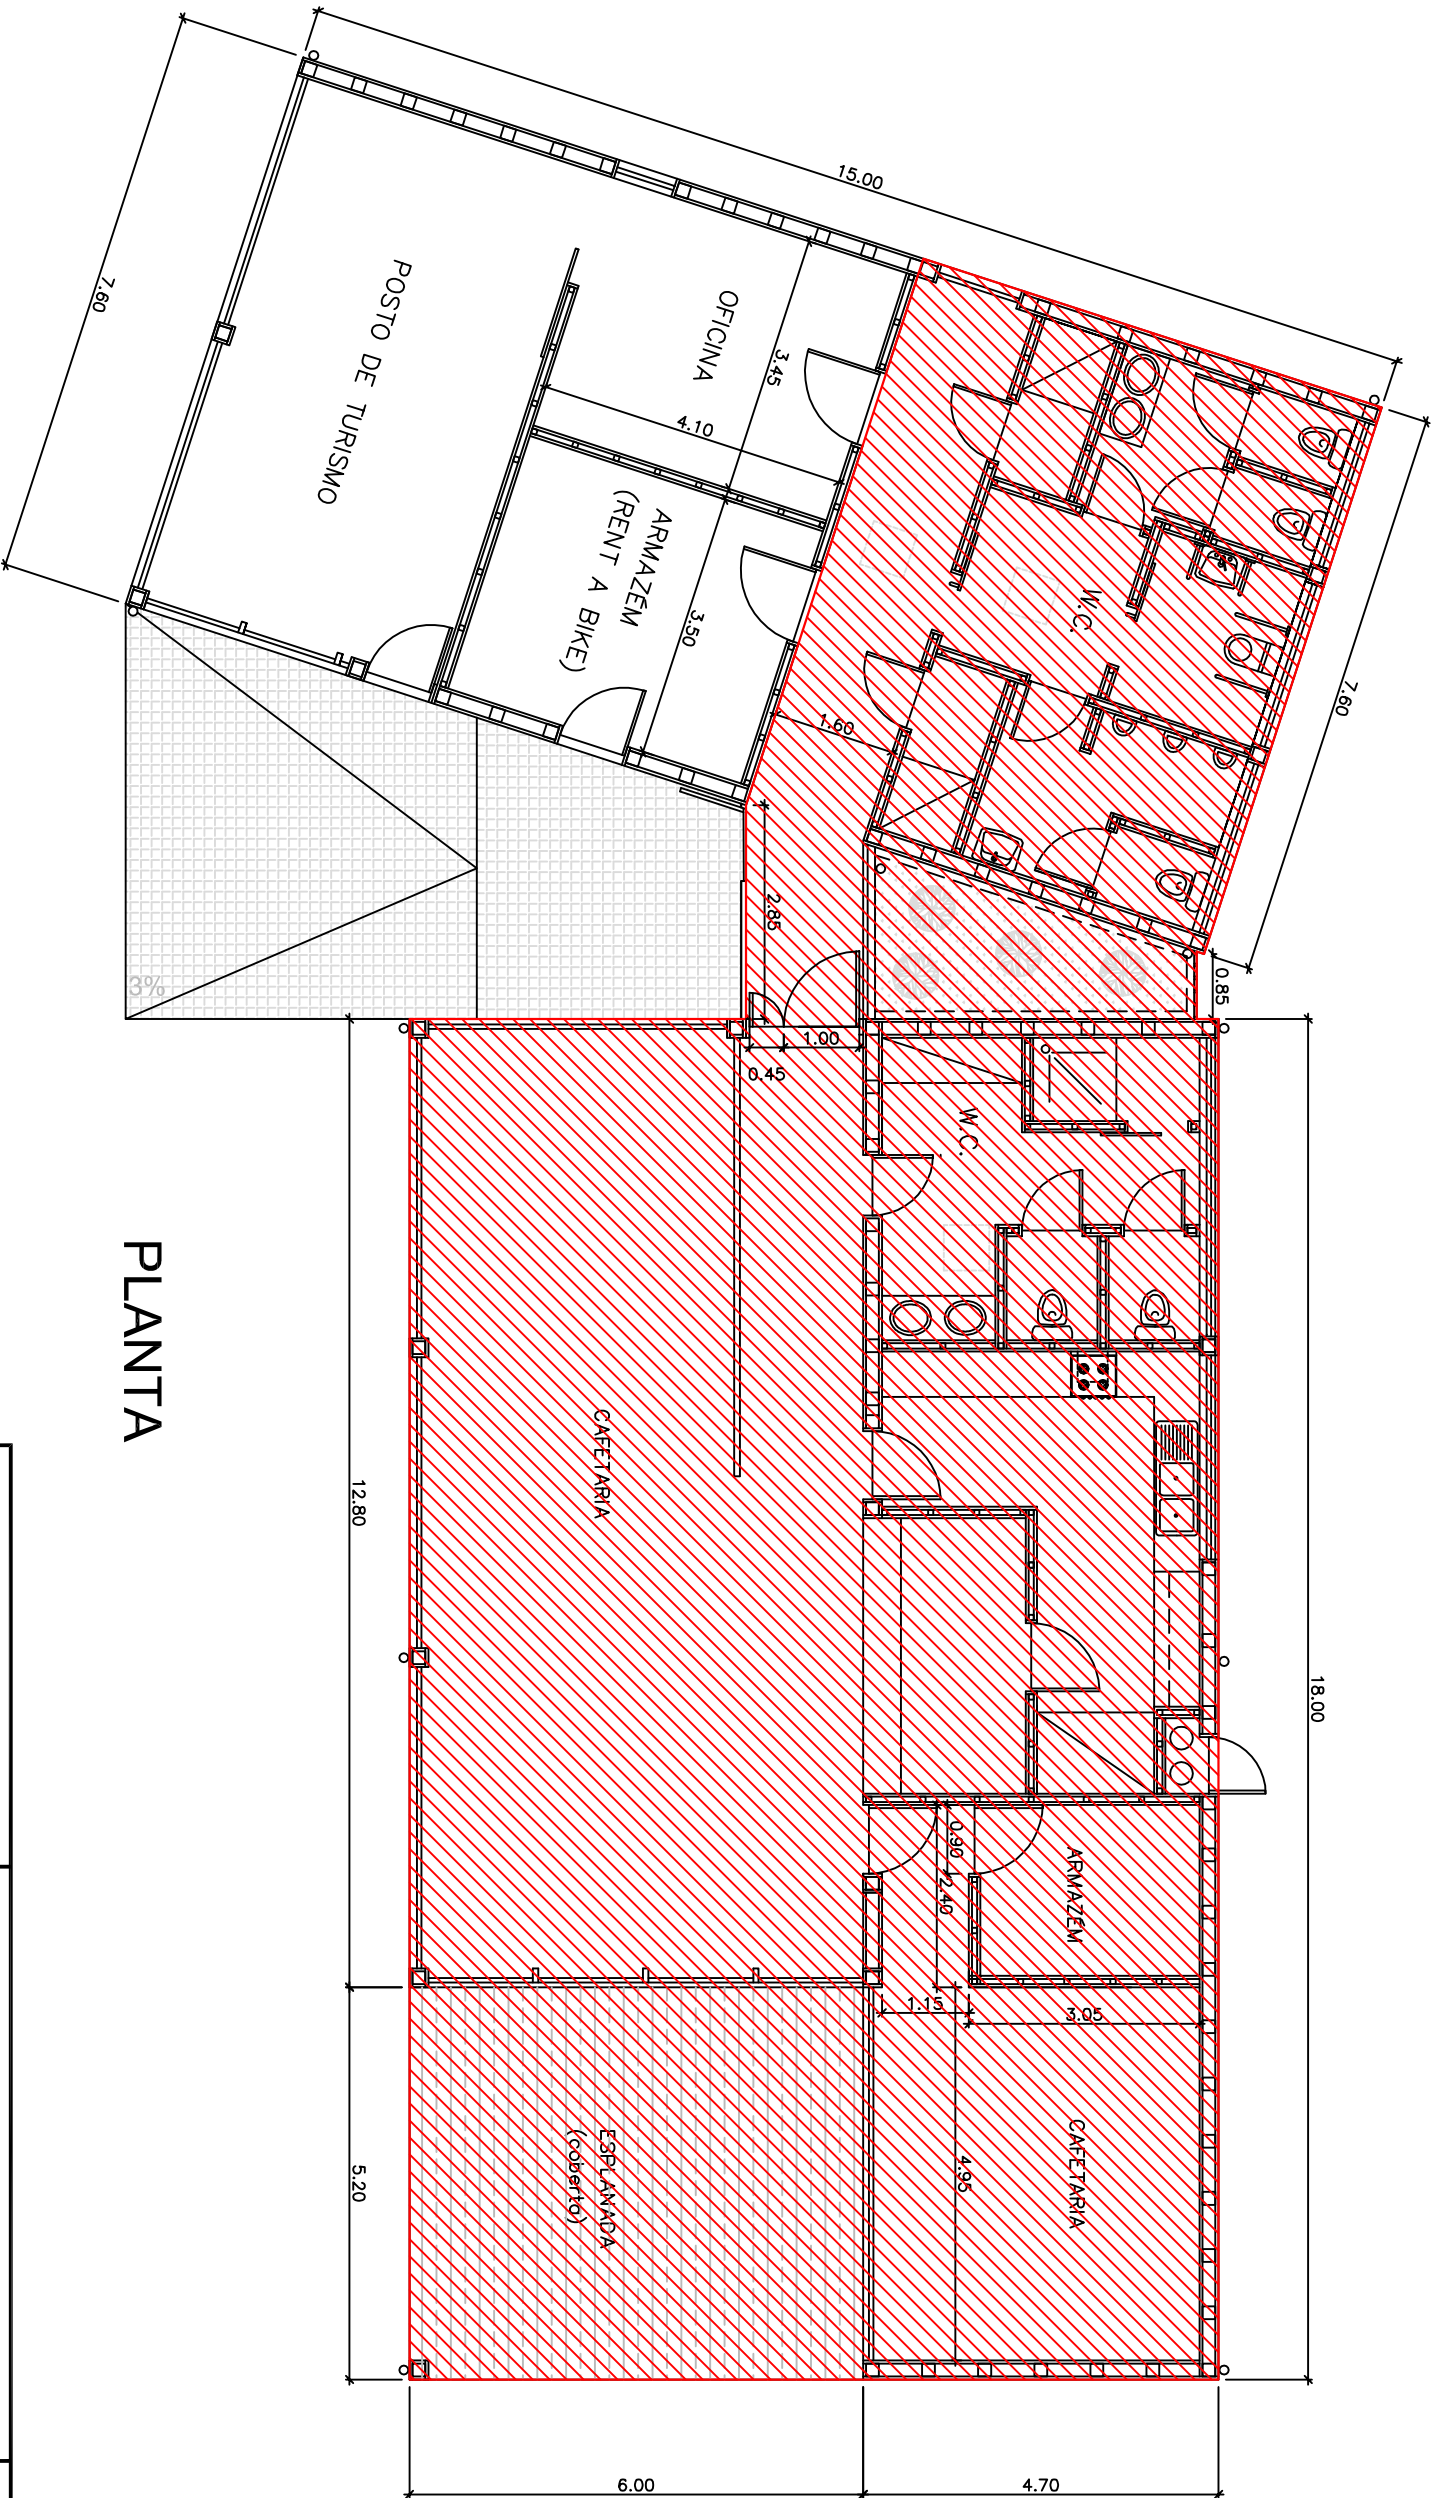 15.00
7.60
POSTO DE TURISMO
OFICINA
3.45
4.10
ARMAZÉM
(RENT A BIKE)
3.50
W.C.
7.60
1.60
2.85
0.85
3%
1.00
0.45
W.C.
PLANTA
CAFETARIA
12.80
18.00
0.90
2.40
ARMAZÉM
1.15
3.05
4.95
CAFETARIA
ESPLANADA
(coberta)
5.20
6.00
4.70